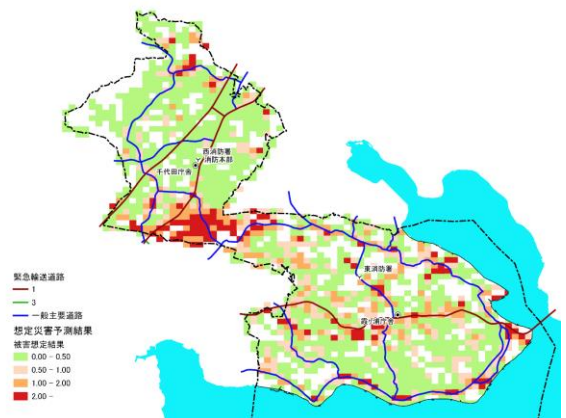 西消防署
消防本部
千代田庁舎
東消防署
霞ヶ浦庁舎
緊急輸送道路
1
3
一般主要道路
想定災害予測結果
被害想定結果
0.00 - 0.50
0.50 - 1.00
1.00 - 2.00
2.00 -